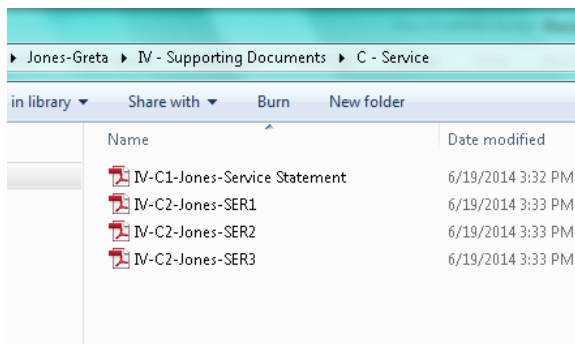 Jones-Greta ▸ IV - Supporting Documents ▸ C - Service
in library Share with Burn New folder
Name Date modified
IV-C1-Jones-Service Statement 6/19/2014 3:32 PM
IV-C2-Jones-SER1 6/19/2014 3:33 PM
IV-C2-Jones-SER2 6/19/2014 3:33 PM
IV-C2-Jones-SER3 6/19/2014 3:33 PM